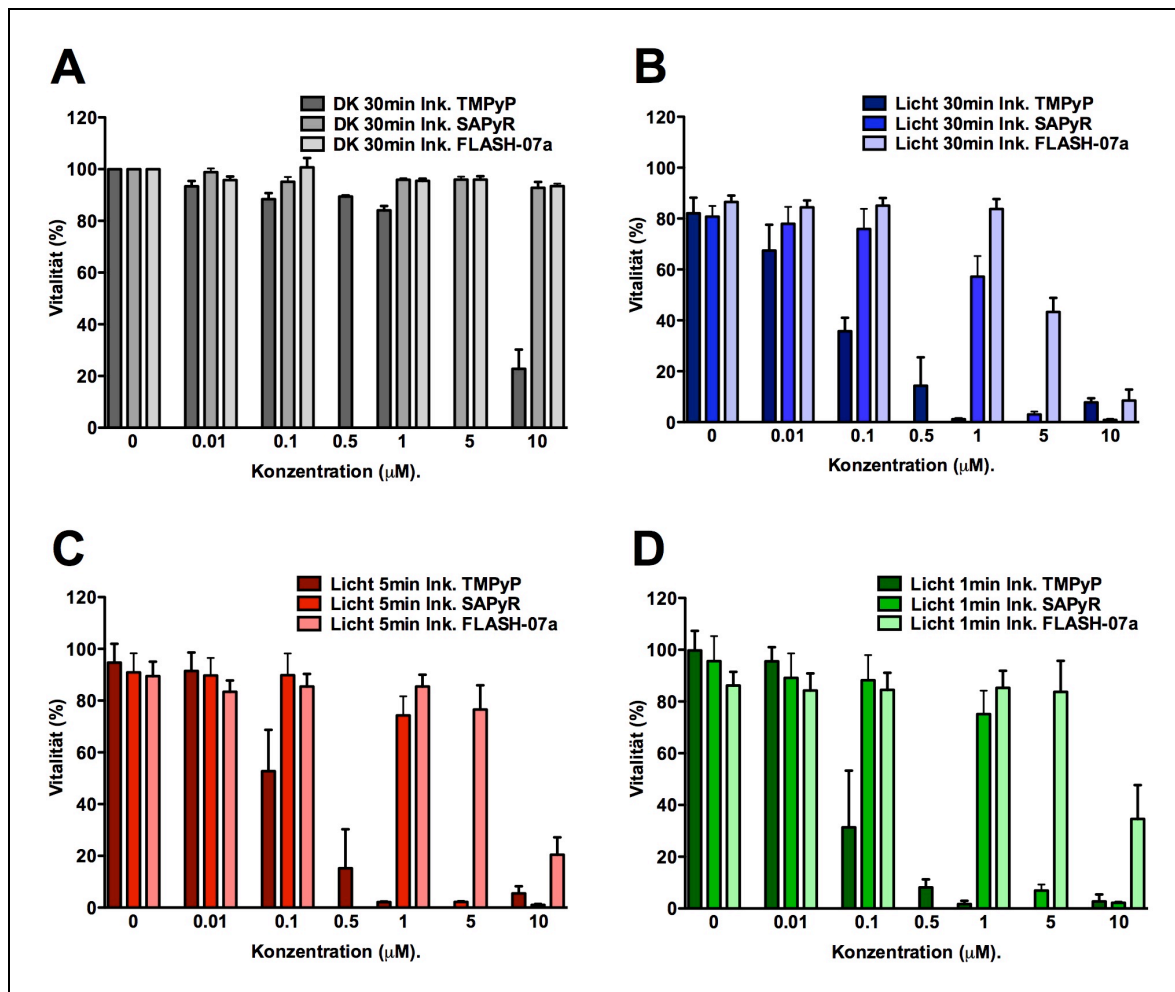 A
DK 30min Ink. TMPyP
DK 30min Ink. SAPyR
DK 30min Ink. FLASH-07a
120
100
80
60
40
20
0
Vitalität (%)
0 0.01 0.1 0.5 1 5 10
Konzentration (μM).
B
Licht 30min Ink. TMPyP
Licht 30min Ink. SAPyR
Licht 30min Ink. FLASH-07a
120
100
80
60
40
20
0
Vitalität (%)
0 0.01 0.1 0.5 1 5 10
Konzentration (μM).
C
Licht 5min Ink. TMPyP
Licht 5min Ink. SAPyR
Licht 5min Ink. FLASH-07a
120
100
80
60
40
20
0
Vitalität (%)
0 0.01 0.1 0.5 1 5 10
Konzentration (μM).
D
Licht 1min Ink. TMPyP
Licht 1min Ink. SAPyR
Licht 1min Ink. FLASH-07a
120
100
80
60
40
20
0
Vitalität (%)
0 0.01 0.1 0.5 1 5 10
Konzentration (μM).